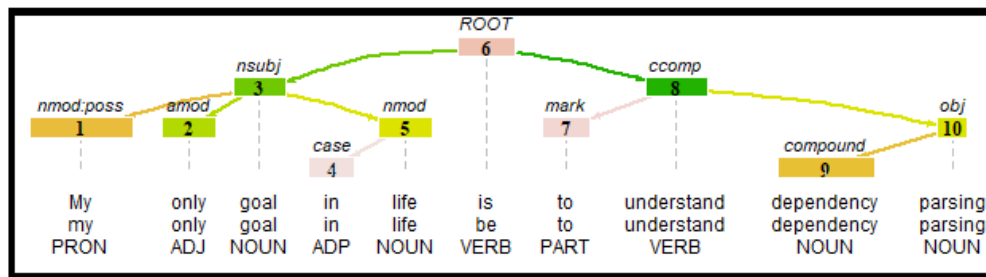 ROOT
6
nsubj ccomp
3 8
nmod:poss amod nmod mark obj
1 2 5 7 10
case compound
4 9
My only goal in life is to understand dependency parsing
my only goal in life be to understand dependency parsing
PRON ADJ NOUN ADP NOUN VERB PART VERB NOUN NOUN